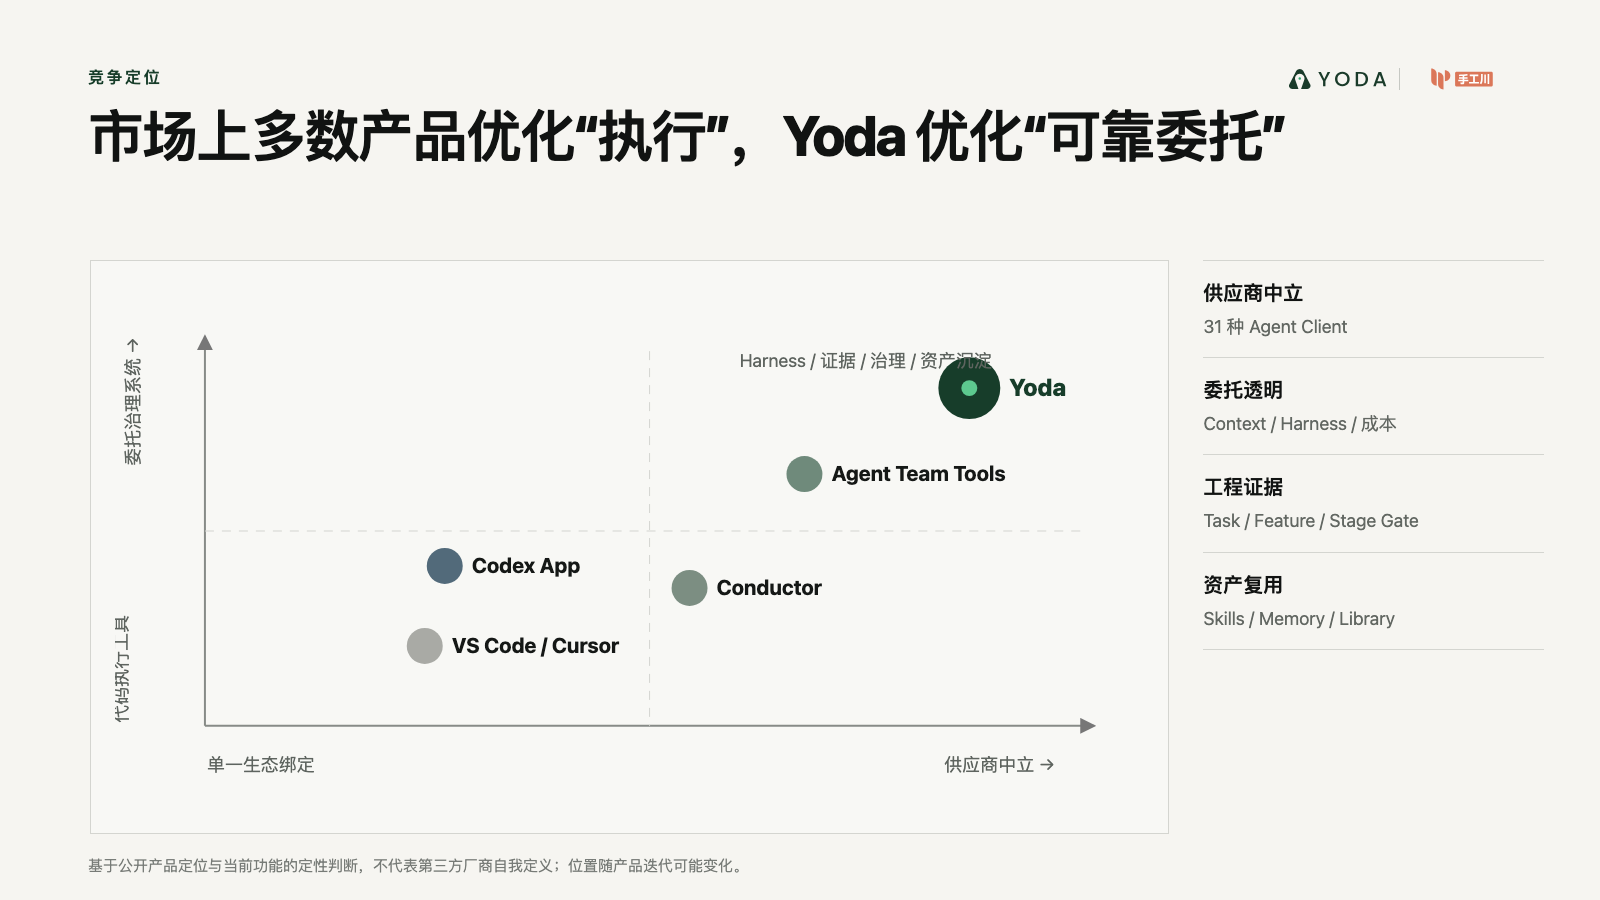 竞争定位
YODA
手工川
市场上多数产品优化“执行”，Yoda 优化“可靠委托”
委托治理系统 →
代码执行工具
Harness / 证据 / 治理 / 资产沉淀
Yoda
Agent Team Tools
Codex App
Conductor
VS Code / Cursor
单一生态绑定
供应商中立 →
供应商中立
31 种 Agent Client
委托透明
Context / Harness / 成本
工程证据
Task / Feature / Stage Gate
资产复用
Skills / Memory / Library
基于公开产品定位与当前功能的定性判断，不代表第三方厂商自我定义；位置随产品迭代可能变化。